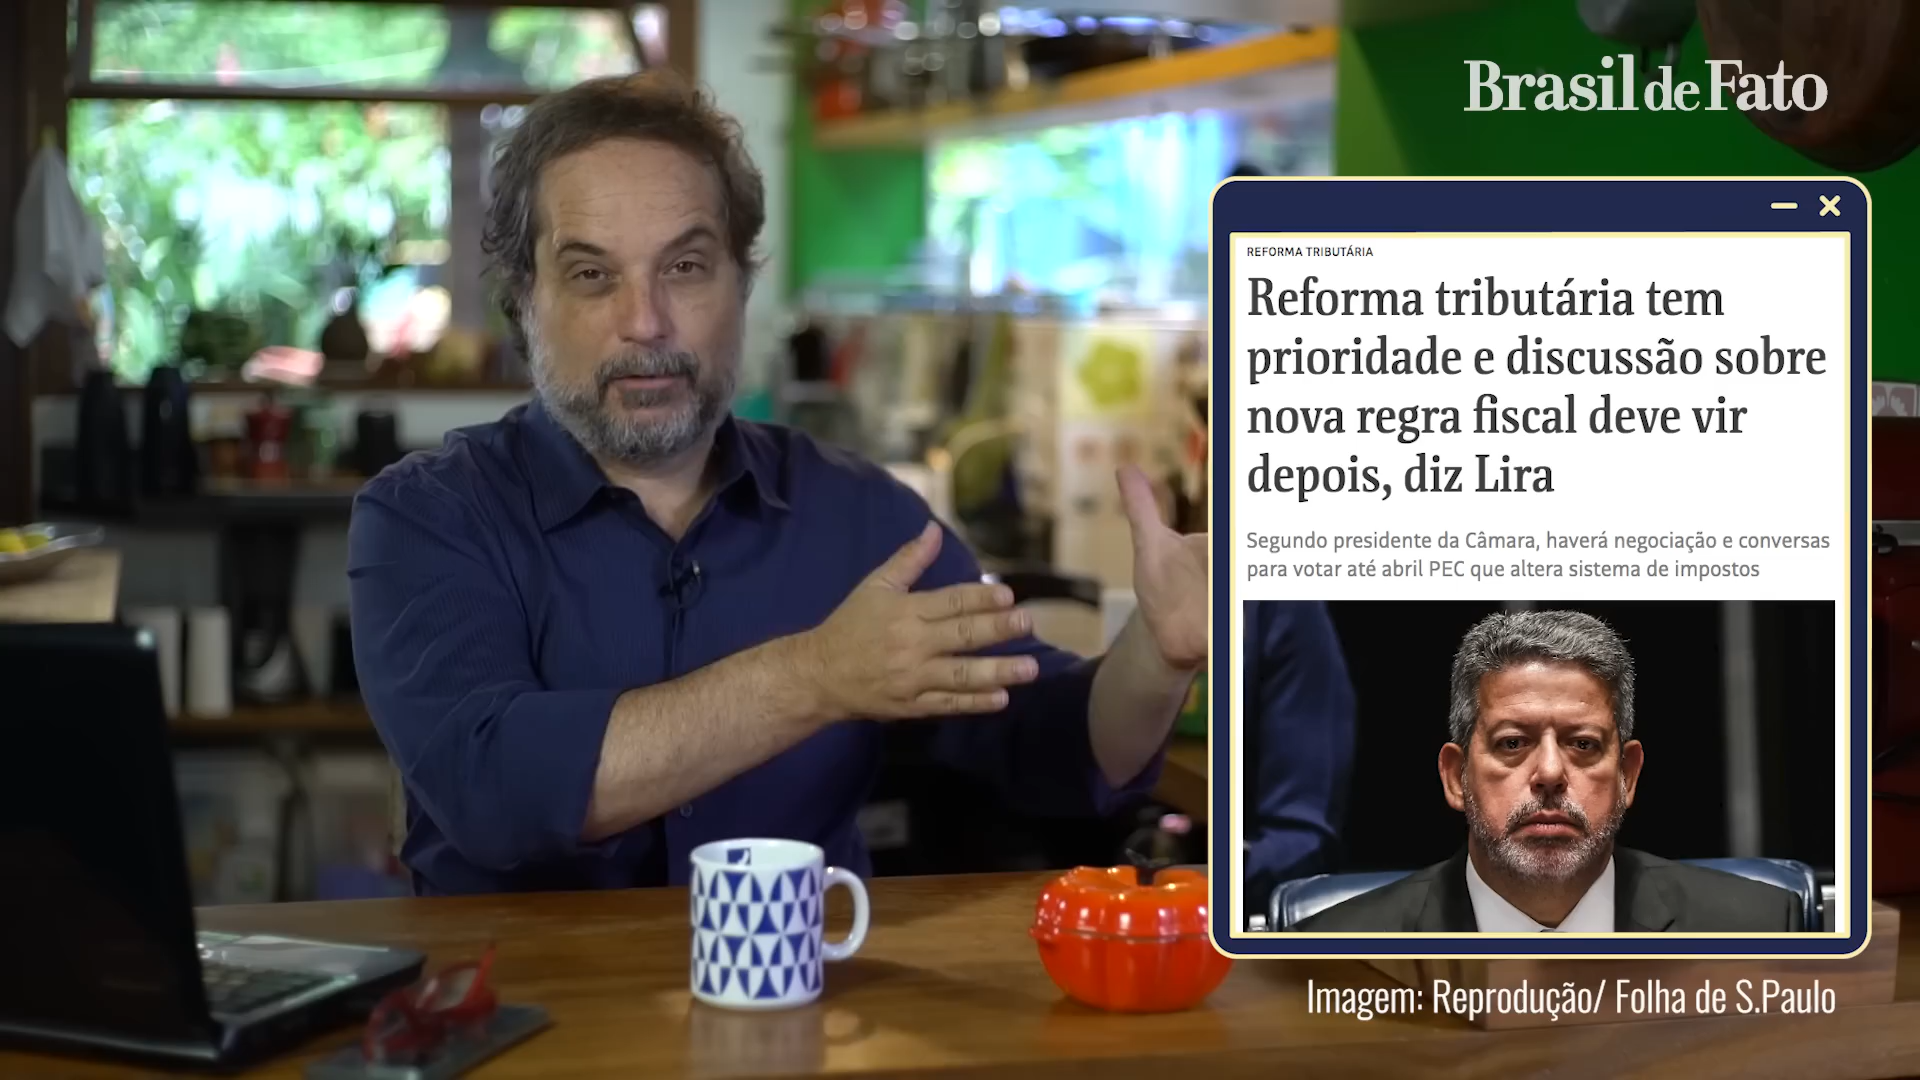 Brasil de Fato
REFORMA TRIBUTÁRIA
Reforma tributária tem
prioridade e discussão sobre
nova regra fiscal deve vir
depois, diz Lira
Segundo presidente da Câmara, haverá negociação e conversas
para votar até abril PEC que altera sistema de impostos
Imagem: Reprodução/ Folha de S.Paulo